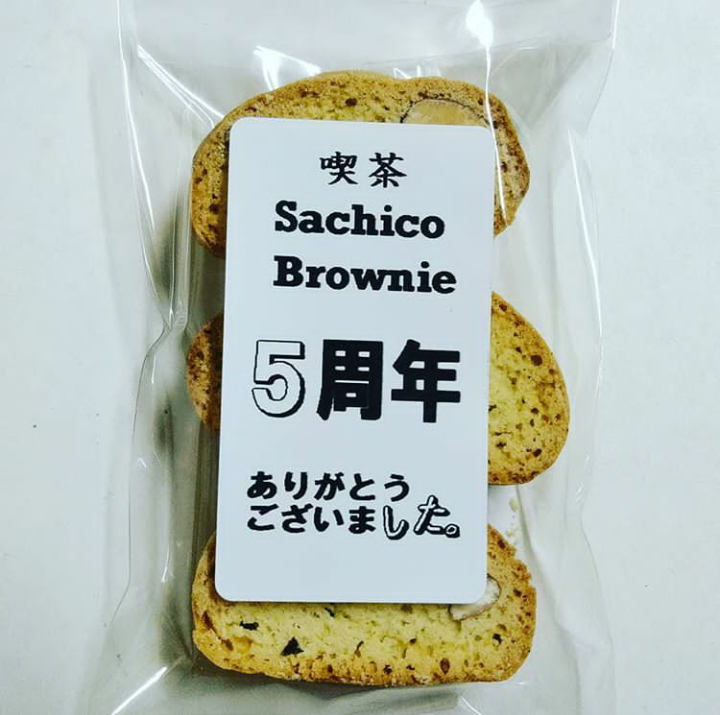 喫茶
Sachico
Brownie
5周年
ありがとう
ございました。